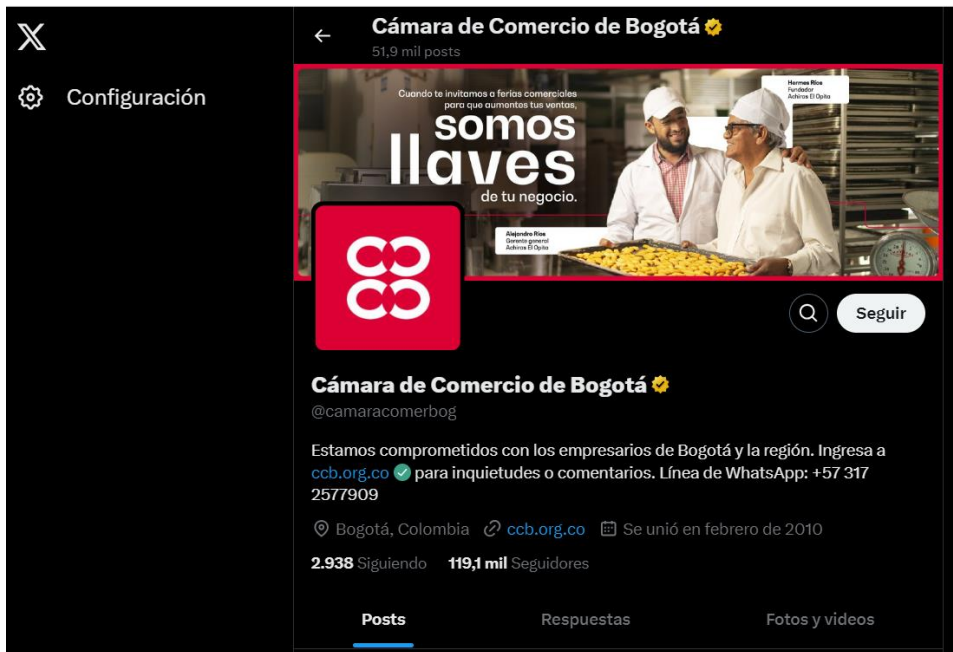 Configuración
Cámara de Comercio de Bogotá
51,9 mil posts
Cuando te invitamos a ferias comerciales
para que aumentes tus ventas,
somos
llaves
de tu negocio.
Hermes Ríos
Fundador
Achiras El Opita
Alejandro Ríos
Gerente general
Achiras El Opita
Seguir
Cámara de Comercio de Bogotá
@camaracomerbog
Estamos comprometidos con los empresarios de Bogotá y la región. Ingresa a
ccb.org.co para inquietudes o comentarios. Línea de WhatsApp: +57 317
2577909
Bogotá, Colombia ccb.org.co Se unió en febrero de 2010
2.938 Siguiendo 119,1 mil Seguidores
Posts Respuestas Fotos y videos